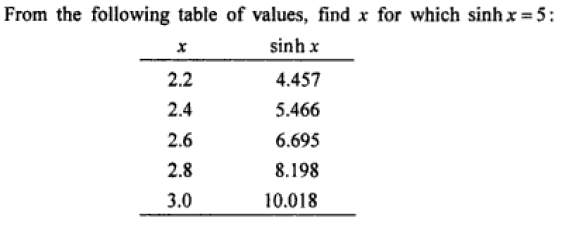 From the following table of values, find x for which sinh x = 5:
x sinh x
2.2 4.457
2.4 5.466
2.6 6.695
2.8 8.198
3.0 10.018